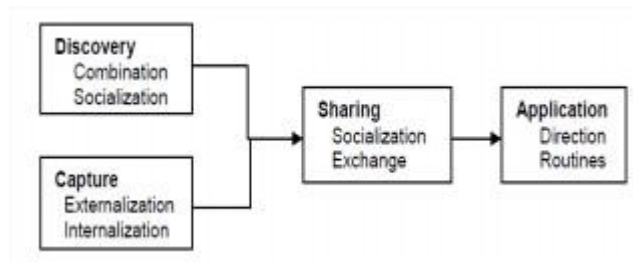 Discovery
Combination
Socialization
Capture
Externalization
Internalization
Sharing
Socialization
Exchange
Application
Direction
Routines